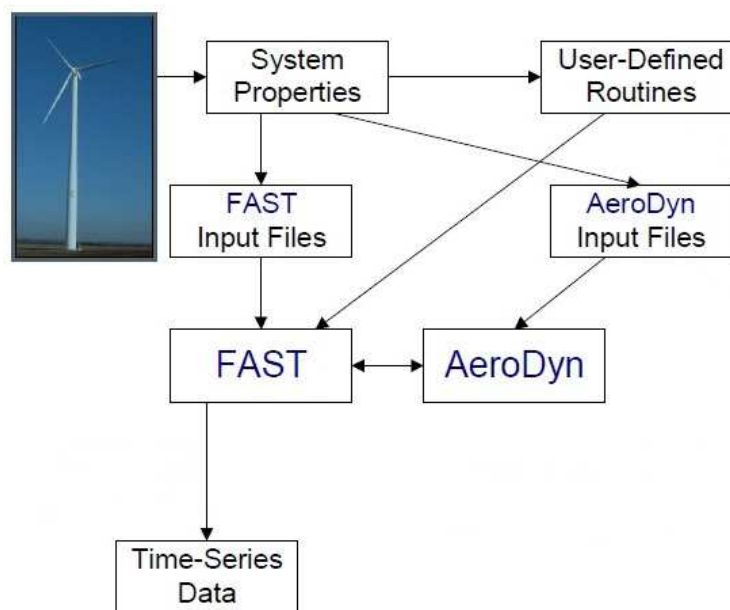 System
Properties
User-Defined
Routines
FAST
Input Files
AeroDyn
Input Files
FAST
AeroDyn
Time-Series
Data